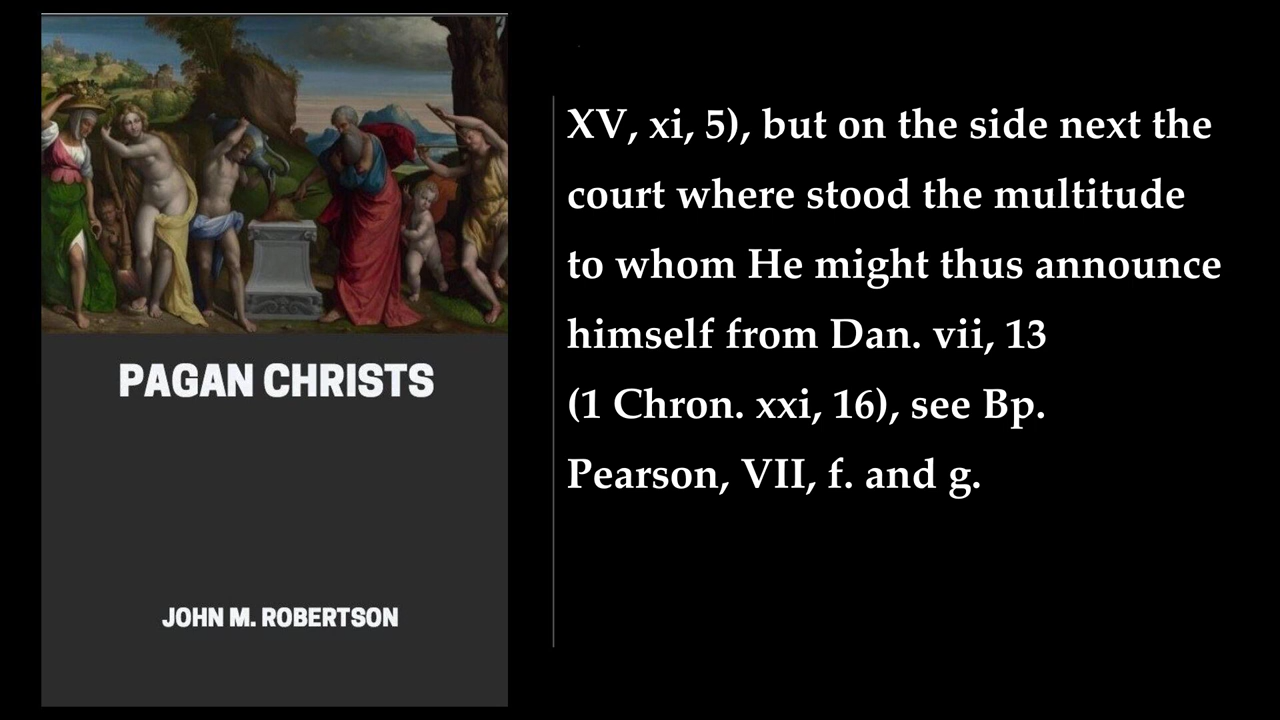 PAGAN CHRISTS
JOHN M. ROBERTSON
XV, xi, 5), but on the side next the
court where stood the multitude
to whom He might thus announce
himself from Dan. vii, 13
(1 Chron. xxi, 16), see Bp.
Pearson, VII, f. and g.